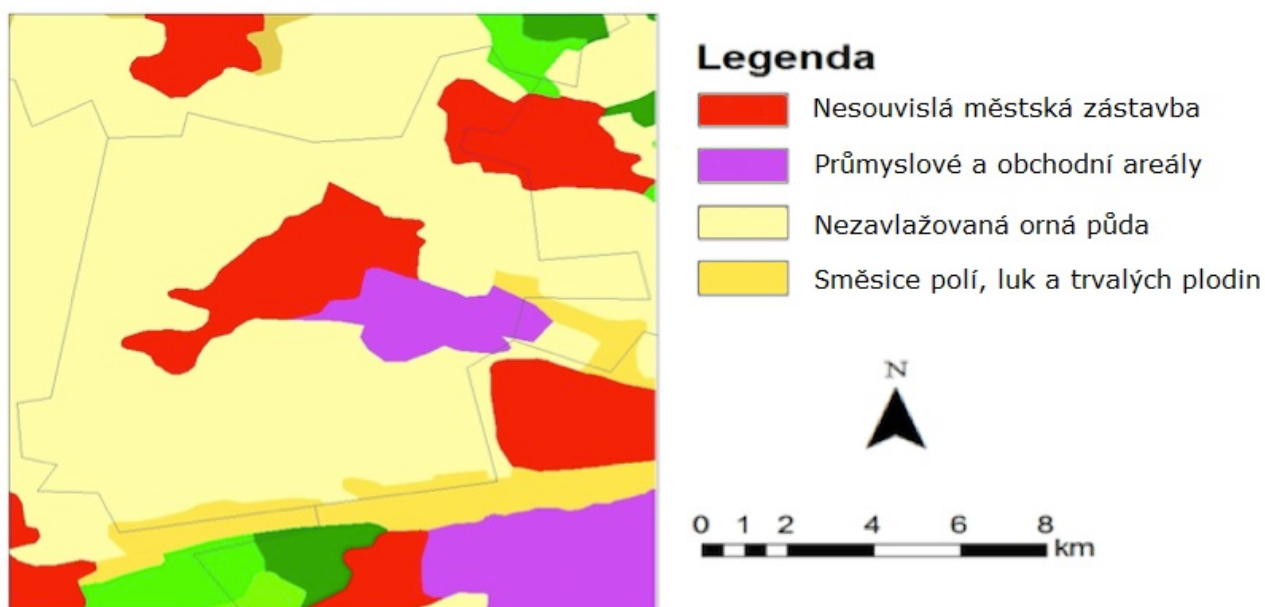 Legenda
Nesouvislá městská zástavba
Průmyslové a obchodní areály
Nezavlažovaná orná půda
Směsice polí, luk a trvalých plodin
N
0 1 2 4 6 8
km